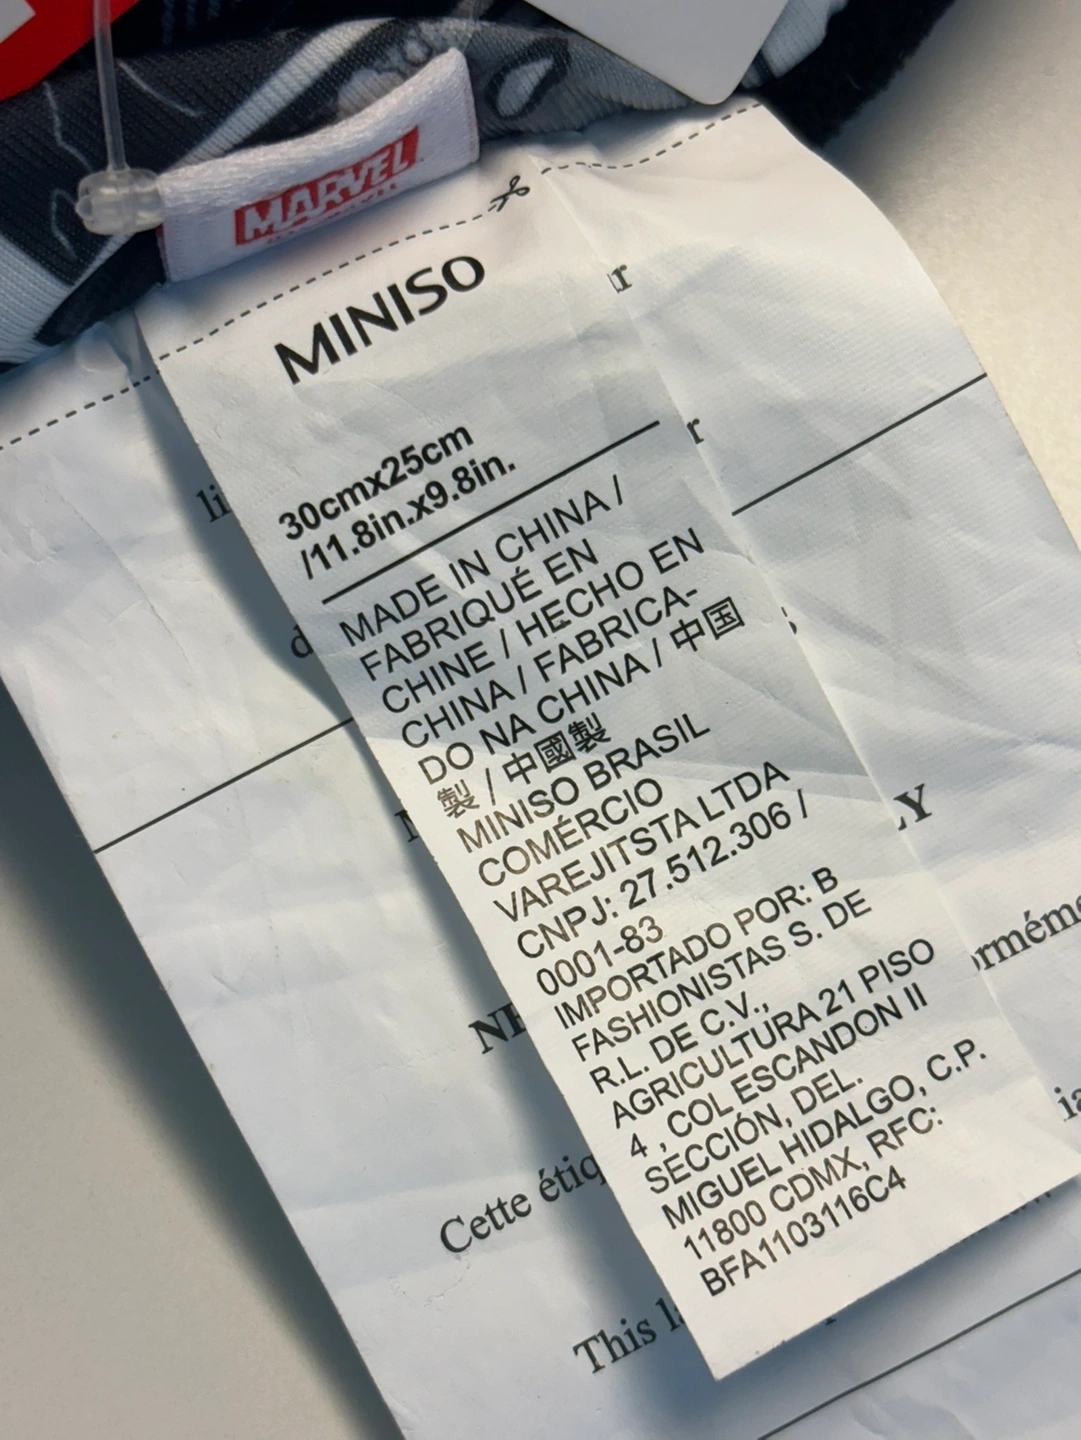 MARVEL
MINISO
30cmx25cm
/11.8in.x9.8in.
MADE IN CHINA /
FABRIQUÉ EN
CHINE / HECHO EN
CHINA / FABRICA-
DO NA CHINA / 中国
製 / 中國製
MINISO BRASIL
COMÉRCIO
VAREJITSTA LTDA
CNPJ: 27.512.306 /
0001-83
IMPORTADO POR: B
FASHIONISTAS S. DE
R.L. DE C.V.,
AGRICULTURA 21 PISO
4 , COL ESCANDON II
SECCIÓN, DEL.
MIGUEL HIDALGO, C.P.
11800 CDMX, RFC:
BFA1103116C4
Cette
This